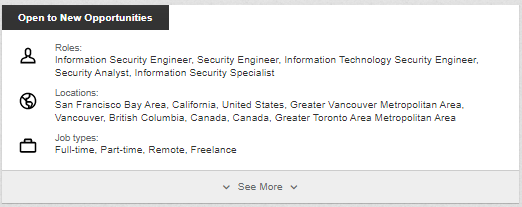 Open to New Opportunities
Roles:
Information Security Engineer, Security Engineer, Information Technology Security Engineer,
Security Analyst, Information Security Specialist
Locations:
San Francisco Bay Area, California, United States, Greater Vancouver Metropolitan Area,
Vancouver, British Columbia, Canada, Canada, Greater Toronto Area Metropolitan Area
Job types:
Full-time, Part-time, Remote, Freelance
See More